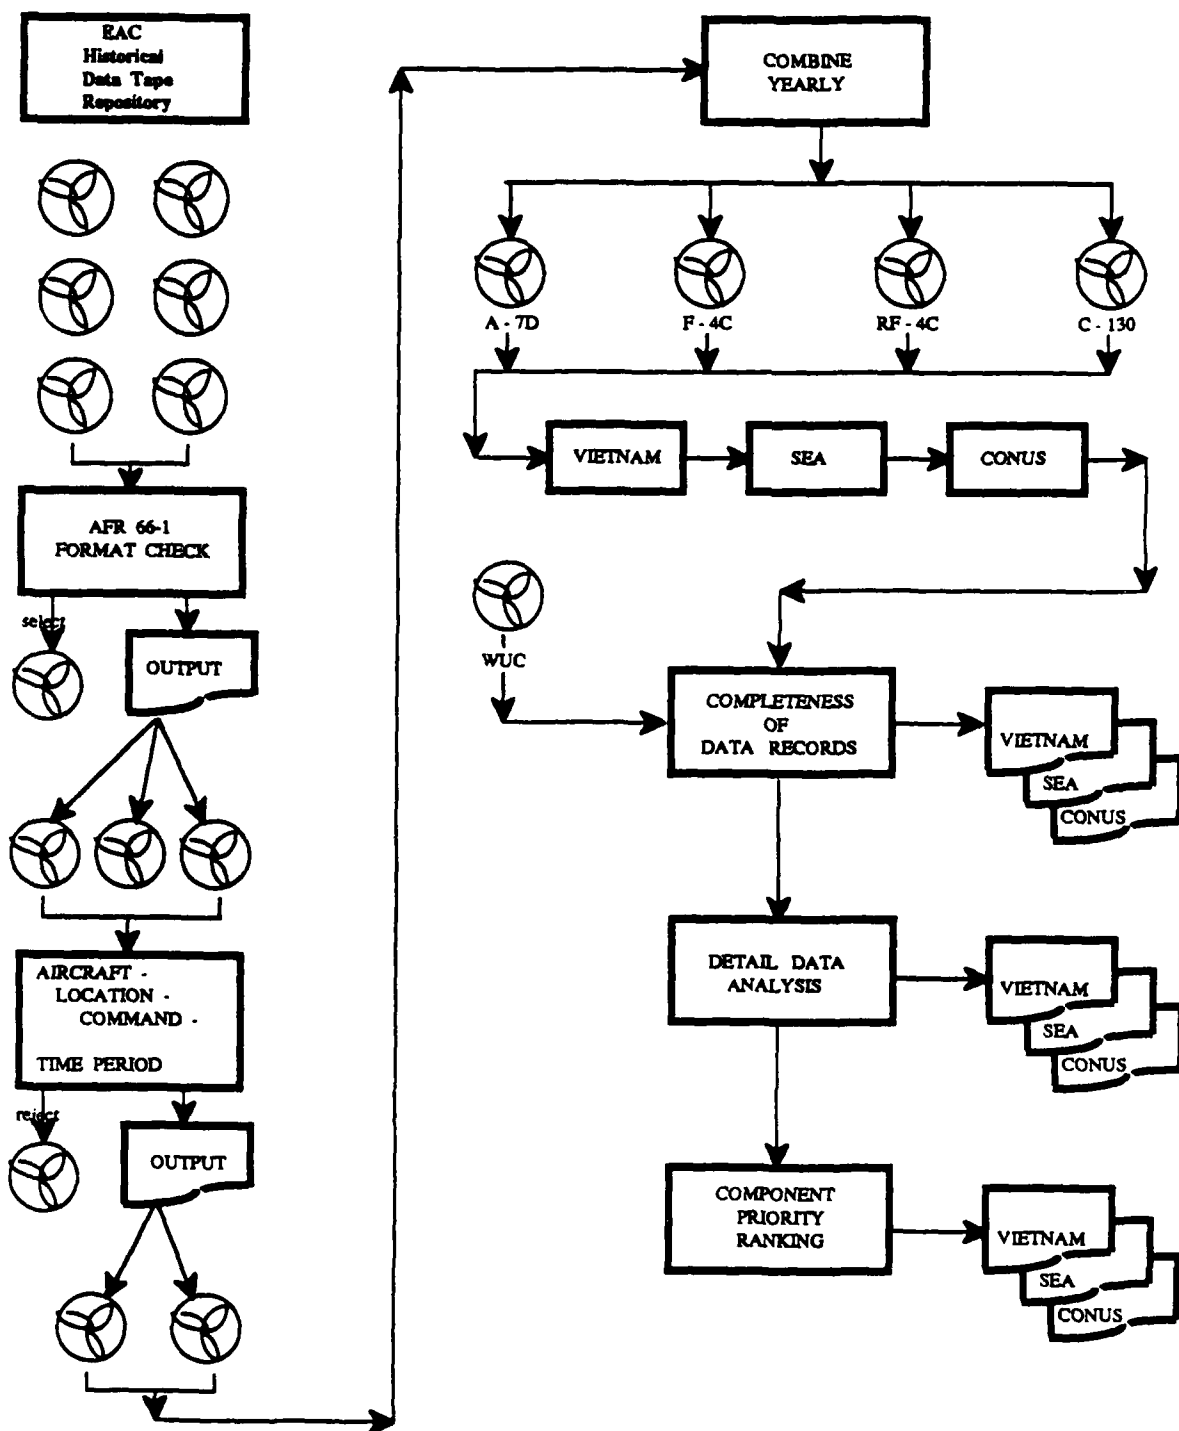 EAC
Historical
Data Tape
Repository
AFR 66-1
FORMAT CHECK
select
OUTPUT
AIRCRAFT -
LOCATION -
COMMAND -
TIME PERIOD
reject
OUTPUT
COMBINE
YEARLY
A - 7D
F - 4C
RF - 4C
C - 130
VIETNAM
SEA
CONUS
WUC
COMPLETENESS
OF
DATA RECORDS
VIETNAM
SEA
CONUS
DETAIL DATA
ANALYSIS
VIETNAM
SEA
CONUS
COMPONENT
PRIORITY
RANKING
VIETNAM
SEA
CONUS